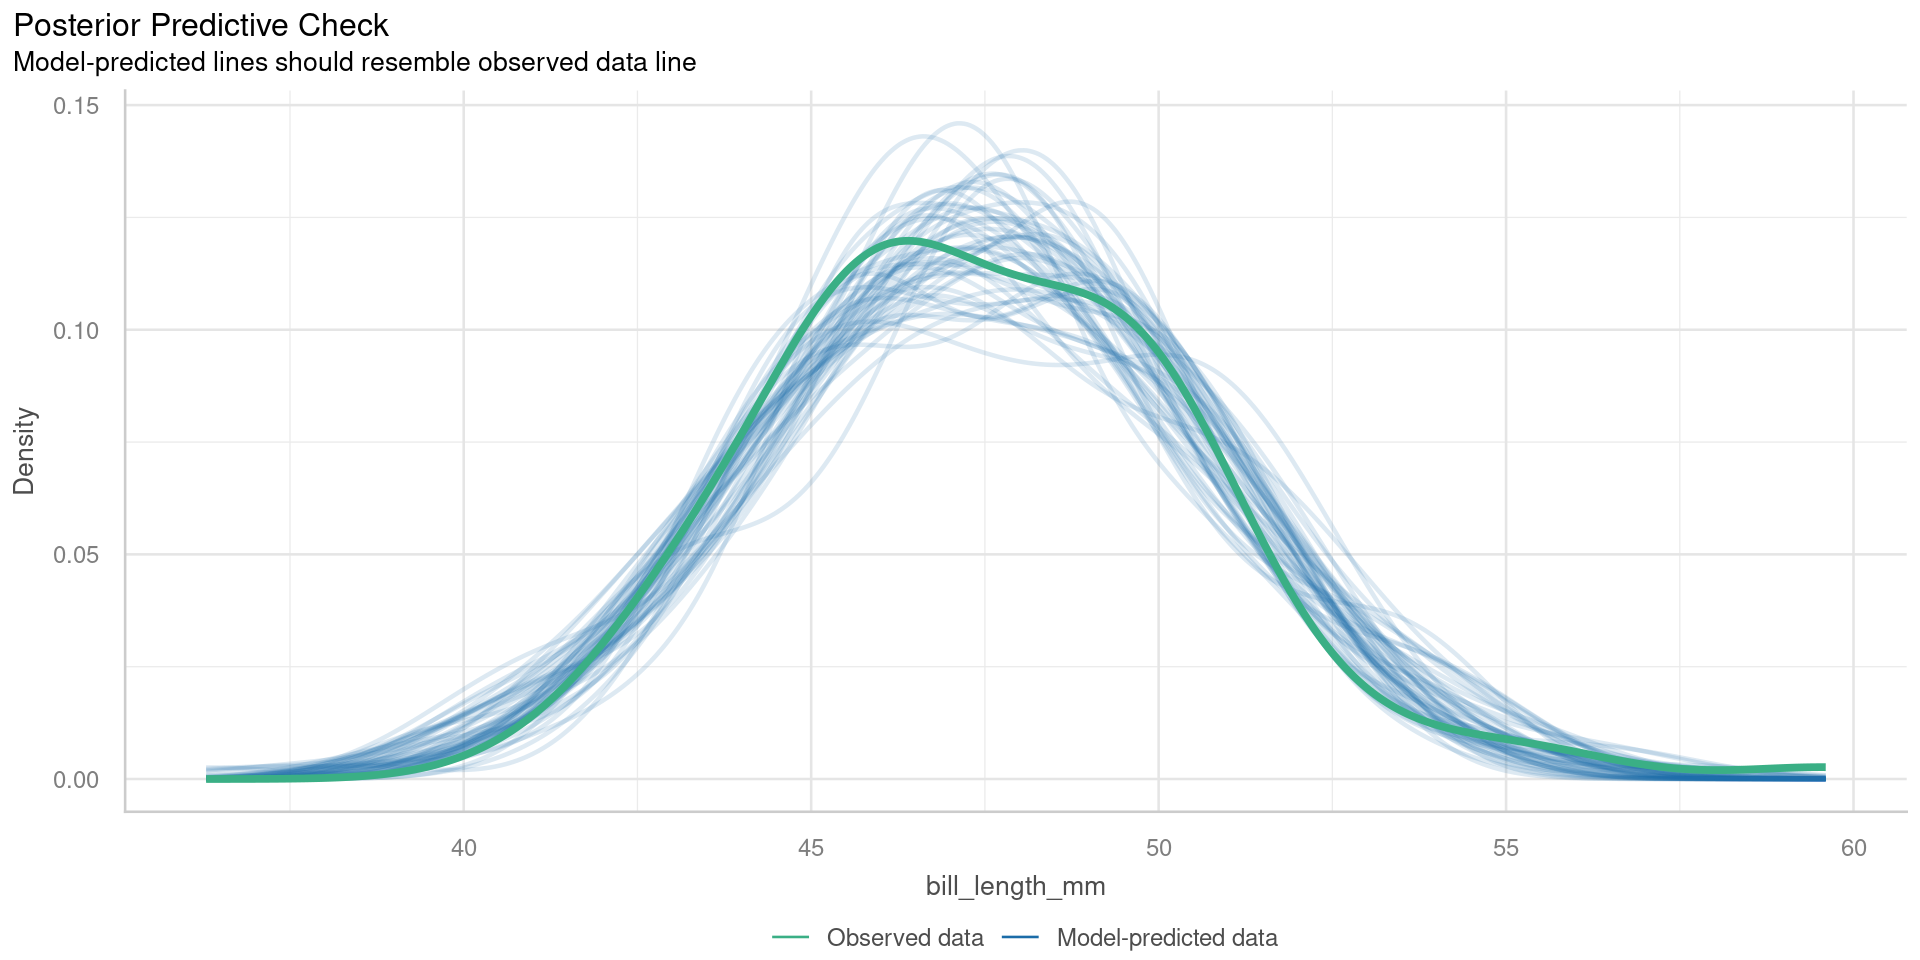 Posterior Predictive Check
Model-predicted lines should resemble observed data line
0.15
0.10
0.05
0.00
Density
40 45 50 55 60
bill_length_mm
Observed data Model-predicted data